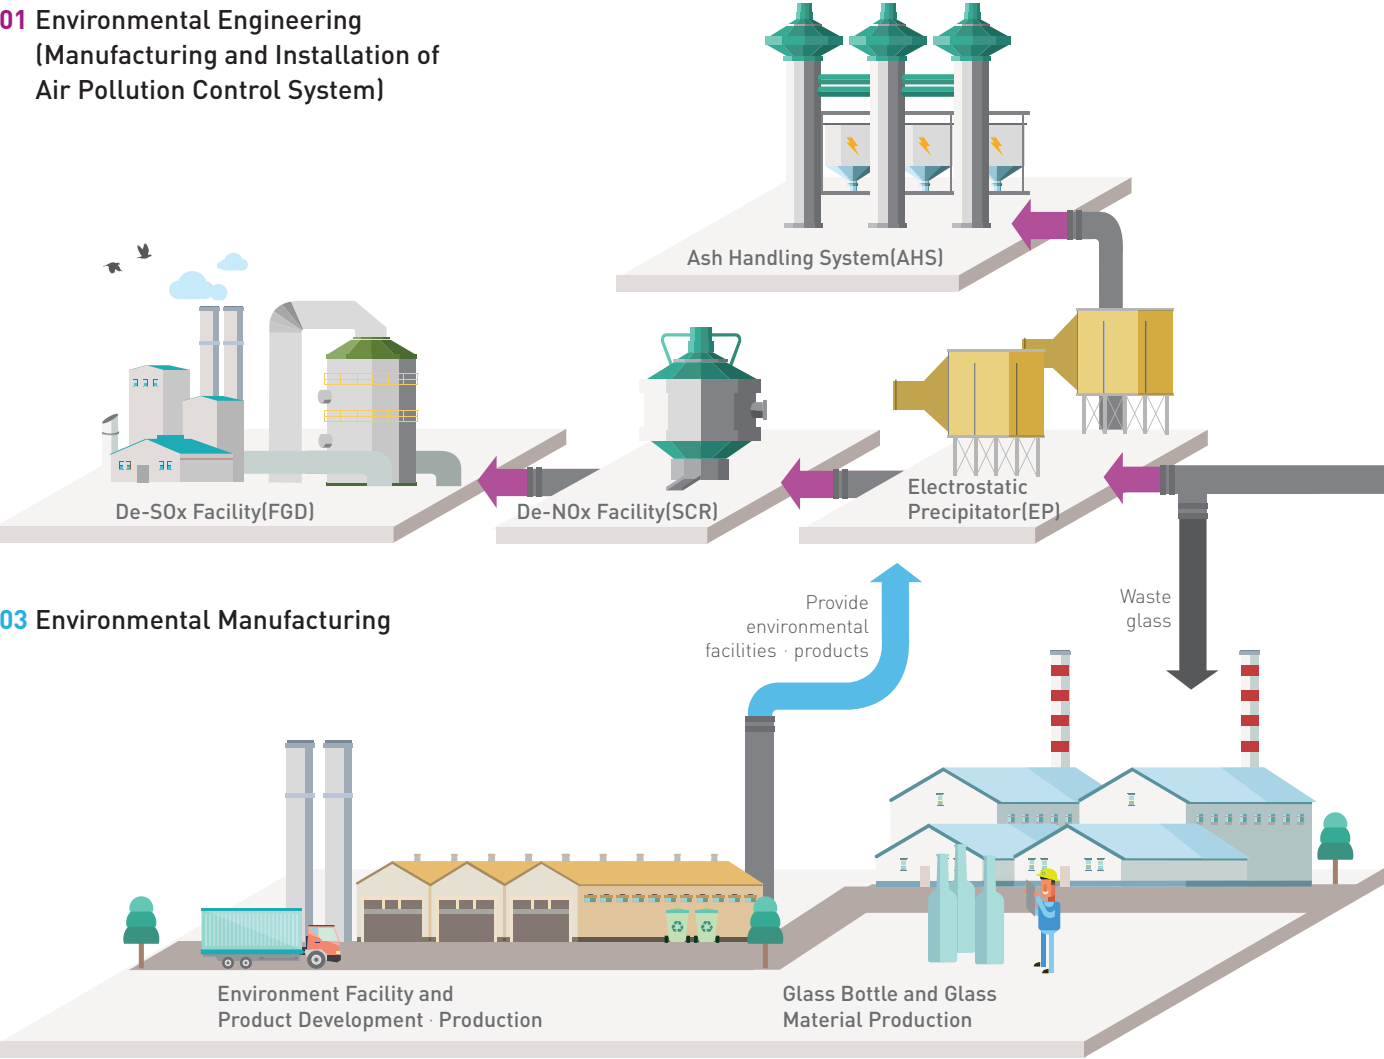 01 Environmental Engineering
(Manufacturing and Installation of
Air Pollution Control System)
Ash Handling System(AHS)
De-SOx Facility(FGD)
De-NOx Facility(SCR)
Electrostatic
Precipitator(EP)
03 Environmental Manufacturing
Provide
environmental
facilities · products
Waste
glass
Environment Facility and
Product Development · Production
Glass Bottle and Glass
Material Production